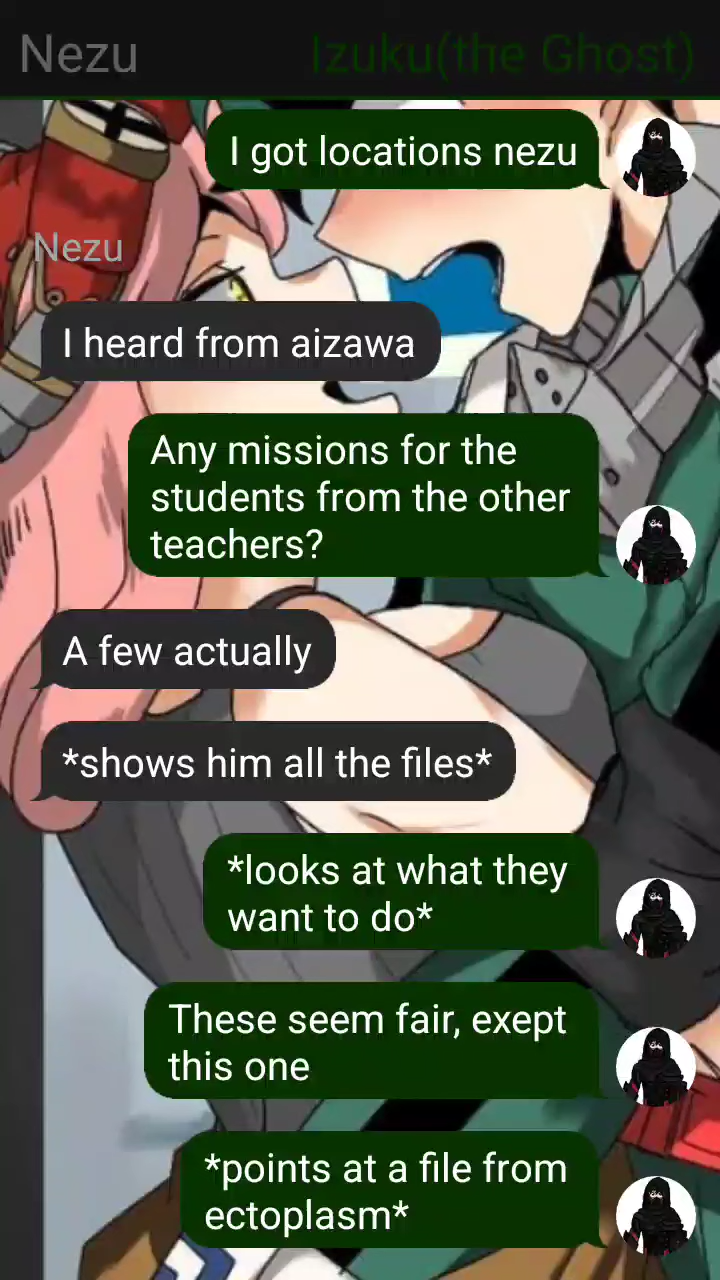 Nezu
Izuku(the Ghost)
I got locations nezu
Nezu
I heard from aizawa
Any missions for the
students from the other
teachers?
A few actually
*shows him all the files*
*looks at what they
want to do*
These seem fair, exept
this one
*points at a file from
ectoplasm*